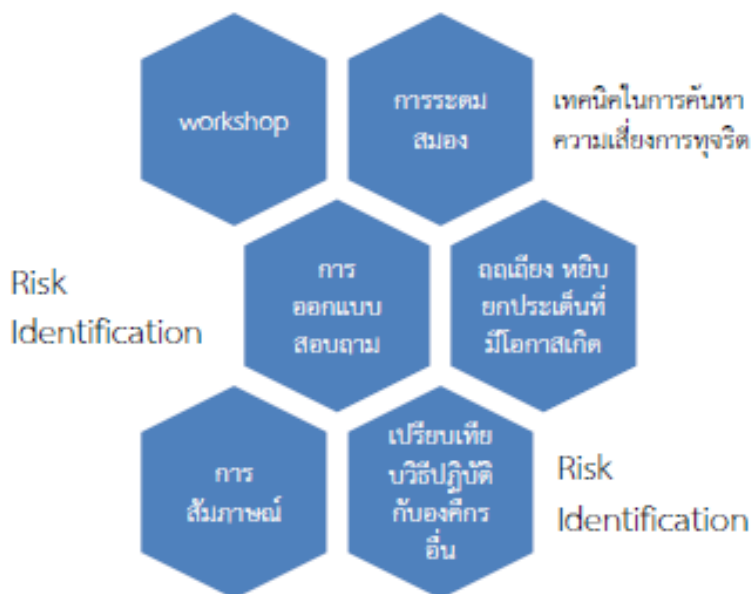 workshop
การระดม
สมอง
เทคนิคในการค้นหา
ความเสี่ยงการทุจริต
Risk
Identification
การ
ออกแบบ
สอบถาม
ถกเถียง หยิบ
ยกประเด็นที่
มีโอกาสเกิด
การ
สัมภาษณ์
เปรียบเทีย
บวิธีปฏิบัติ
กับองค์กร
อื่น
Risk
Identification